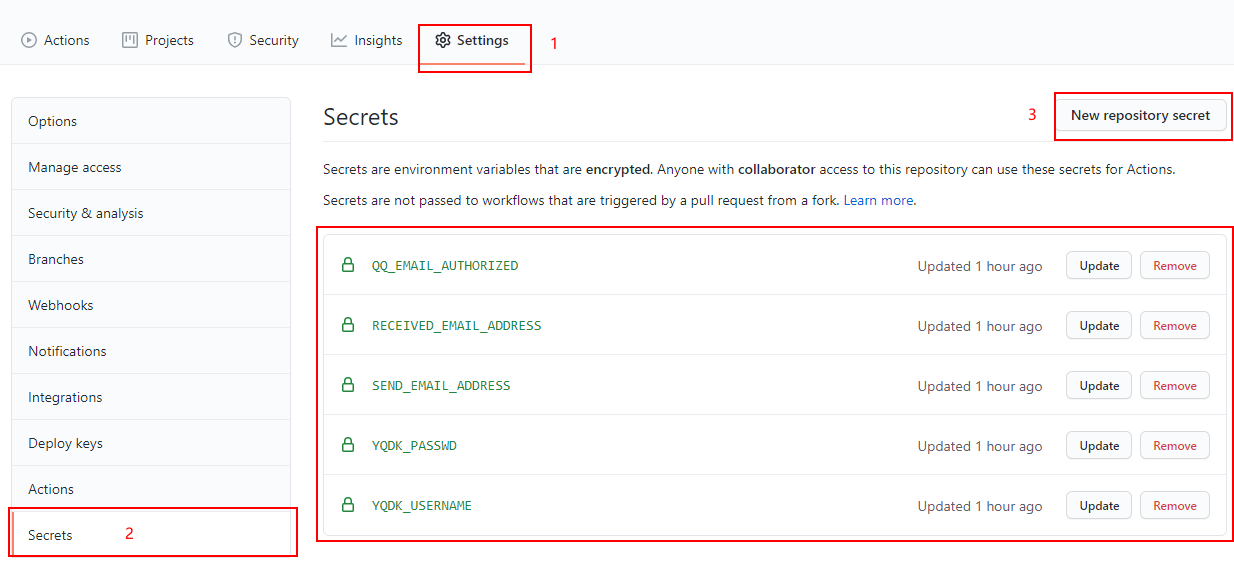 Actions Projects Security Insights Settings 1
Options
Manage access
Security & analysis
Branches
Webhooks
Notifications
Integrations
Deploy keys
Actions
Secrets 2
Secrets 3 New repository secret
Secrets are environment variables that are encrypted. Anyone with collaborator access to this repository can use these secrets for Actions.
Secrets are not passed to workflows that are triggered by a pull request from a fork. Learn more.
QQ_EMAIL_AUTHORIZED Updated 1 hour ago Update Remove
RECEIVED_EMAIL_ADDRESS Updated 1 hour ago Update Remove
SEND_EMAIL_ADDRESS Updated 1 hour ago Update Remove
YQDK_PASSWD Updated 1 hour ago Update Remove
YQDK_USERNAME Updated 1 hour ago Update Remove